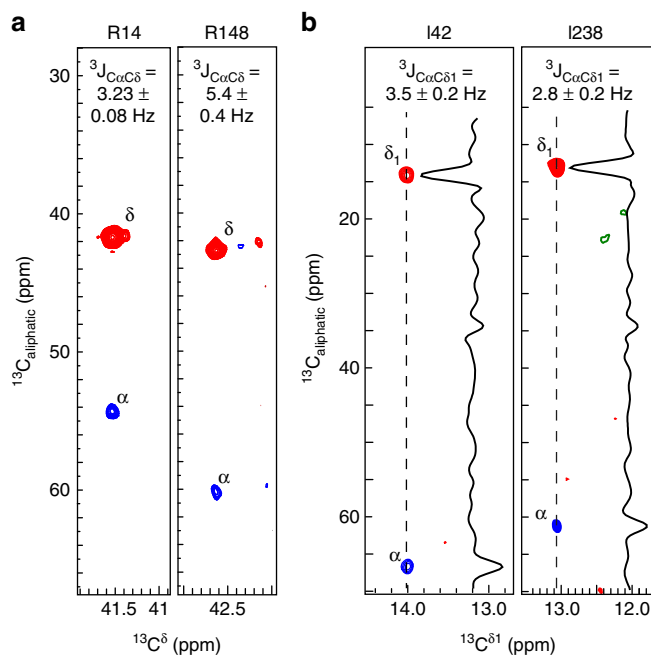 a
R14
R148
³J_CαCδ =
3.23 ±
0.08 Hz
³J_CαCδ =
5.4 ±
0.4 Hz
δ
δ
α
α
30
40
50
60
¹³C_aliphatic (ppm)
41.5
41
42.5
¹³C^δ (ppm)
b
I42
I238
³J_CαCδ1 =
3.5 ± 0.2 Hz
³J_CαCδ1 =
2.8 ± 0.2 Hz
δ₁
δ₁
α
α
20
40
60
¹³C_aliphatic (ppm)
14.0
13.0
13.0
12.0
¹³C^δ1 (ppm)